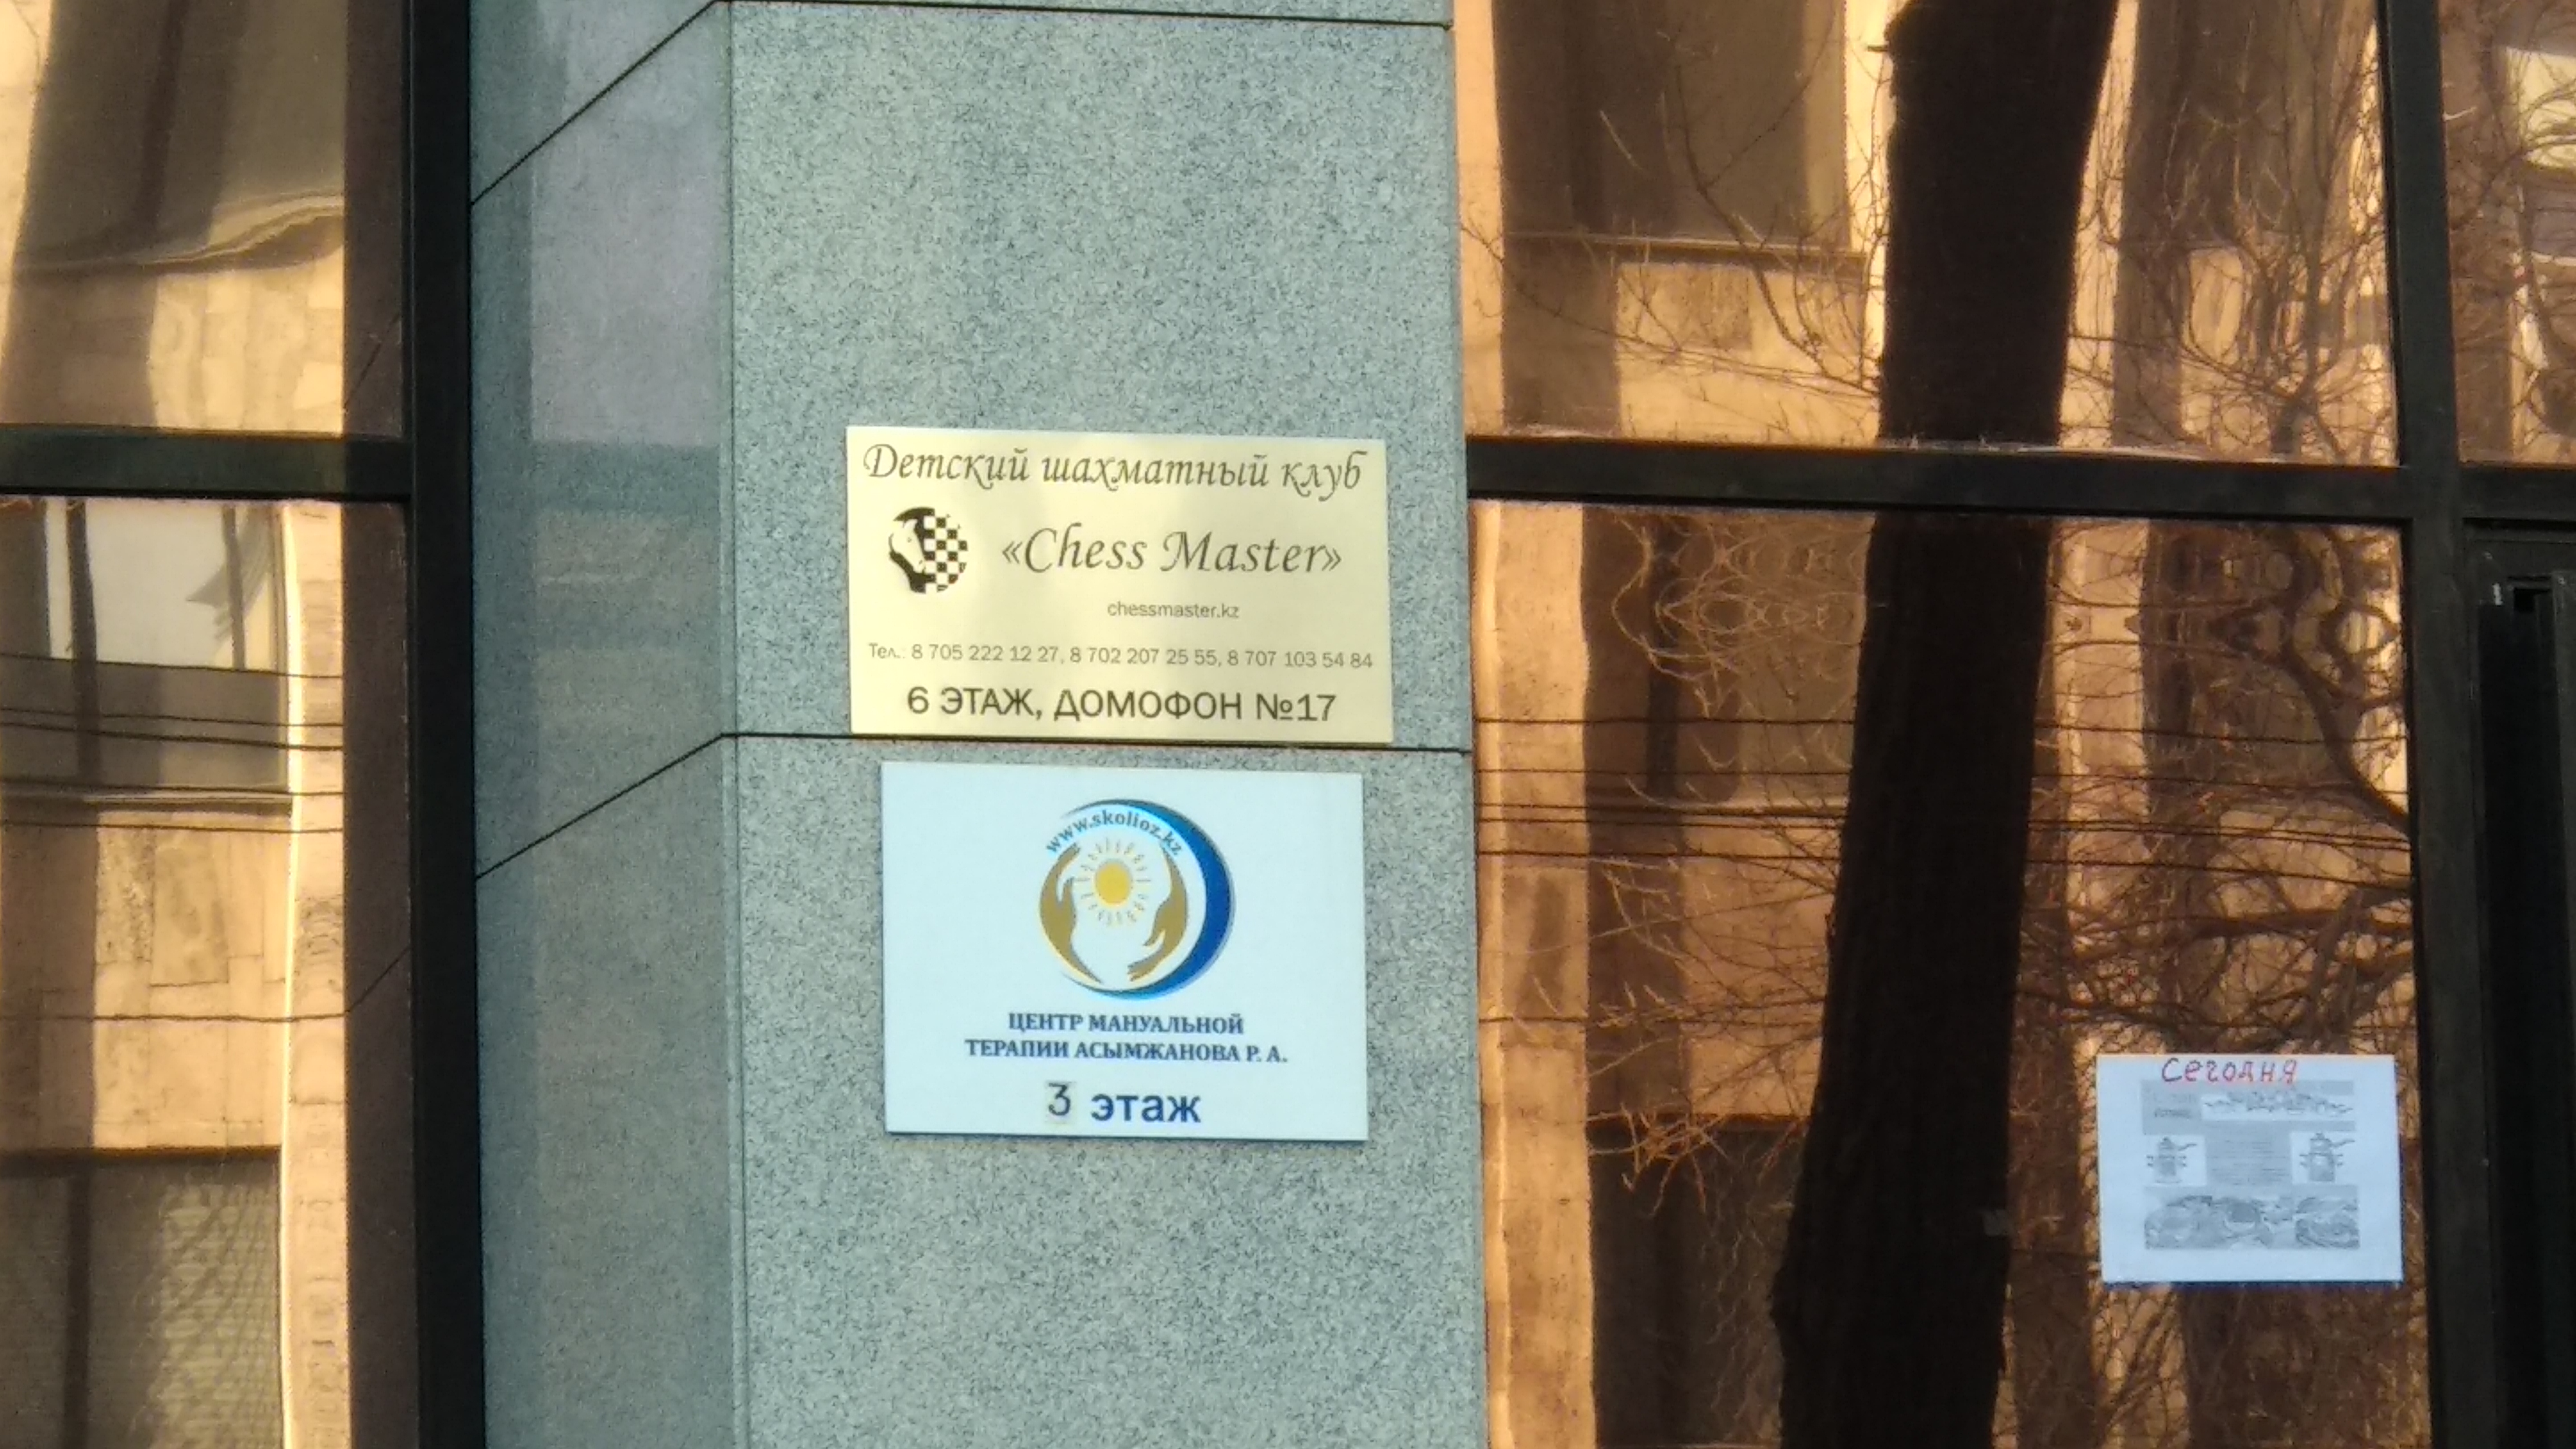 Детский шахматный клуб
«Chess Master»
chessmaster.kz
Тел.: 8 705 222 12 27, 8 702 207 25 55, 8 707 103 54 84
6 ЭТАЖ, ДОМОФОН №17
www.skolioz.kz
ЦЕНТР МАНУАЛЬНОЙ
ТЕРАПИИ АСЫМЖАНОВА Р. А.
3 этаж
Сегодня